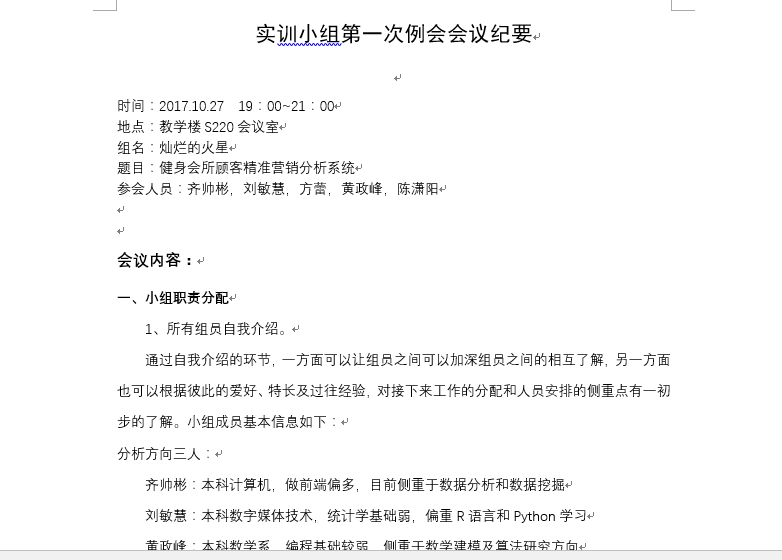 实训小组第一次例会会议纪要
时间：2017.10.27 19：00~21：00
地点：教学楼 S220 会议室
组名：灿烂的火星
题目：健身会所顾客精准营销分析系统
参会人员：齐帅彬，刘敏慧，方蕾，黄政峰，陈潇阳
会议内容：
一、小组职责分配
1、所有组员自我介绍。
通过自我介绍的环节，一方面可以让组员之间可以加深组员之间的相互了解，另一方面
也可以根据彼此的爱好、特长及过往经验，对接下来工作的分配和人员安排的侧重点有一初
步的了解。小组成员基本信息如下：
分析方向三人：
齐帅彬：本科计算机，做前端偏多，目前侧重于数据分析和数据挖掘
刘敏慧：本科数字媒体技术，统计学基础弱，偏重 R 语言和 Python 学习
黄政峰：本科数学系，编程基础较弱，侧重于数学建模及算法研究方向